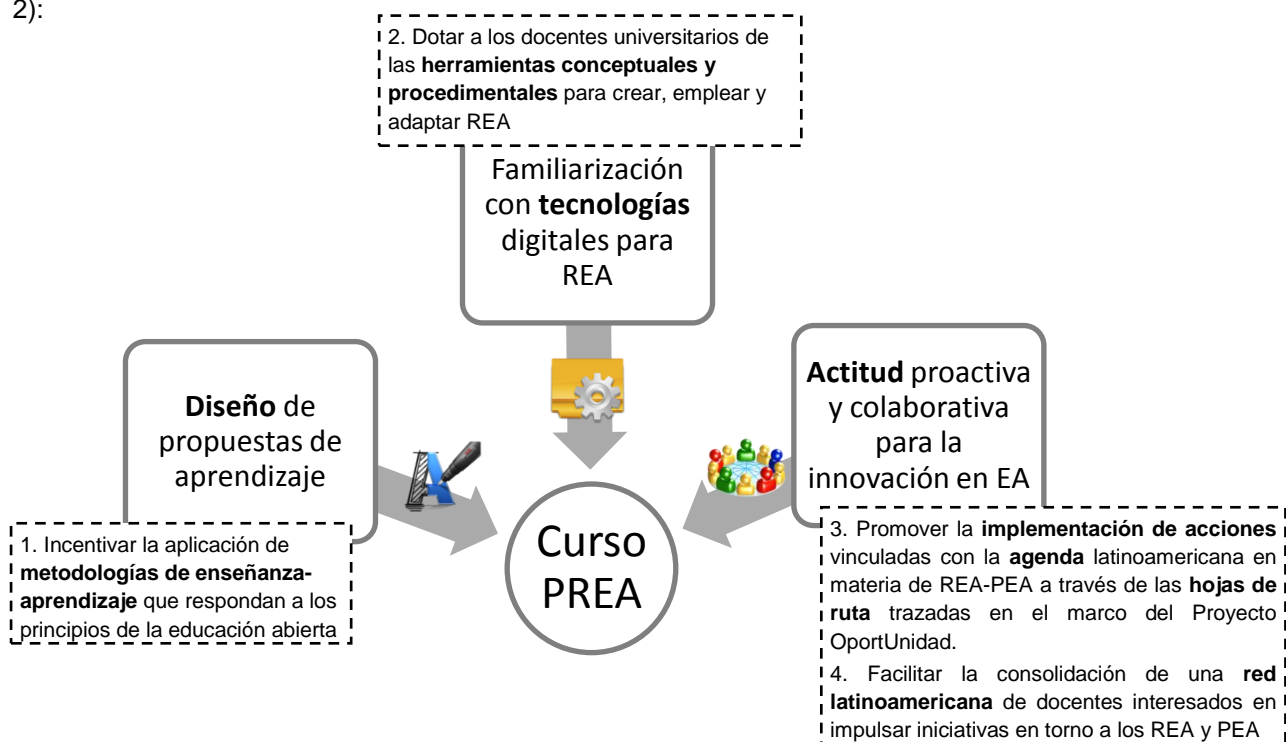 2):
2. Dotar a los docentes universitarios de
las herramientas conceptuales y
procedimentales para crear, emplear y
adaptar REA
Familiarización
con tecnologías
digitales para
REA
Diseño de
propuestas de
aprendizaje
1. Incentivar la aplicación de
metodologías de enseñanza-
aprendizaje que respondan a los
principios de la educación abierta
Actitud proactiva
y colaborativa
para la
innovación en EA
3. Promover la implementación de acciones
vinculadas con la agenda latinoamericana en
materia de REA-PEA a través de las hojas de
ruta trazadas en el marco del Proyecto
OportUnidad.
4. Facilitar la consolidación de una red
latinoamericana de docentes interesados en
impulsar iniciativas en torno a los REA y PEA
Curso
PREA